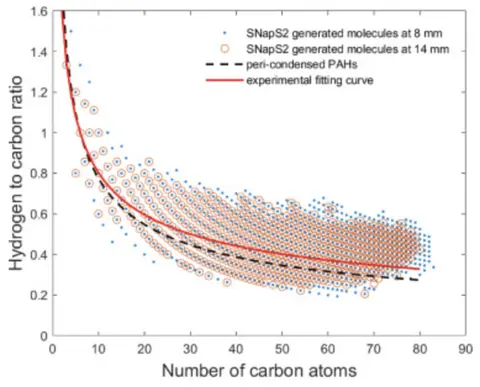 SNapS2 generated molecules at 8 mm
SNapS2 generated molecules at 14 mm
peri-condensed PAHs
experimental fitting curve
Hydrogen to carbon ratio
1.6
1.4
1.2
1
0.8
0.6
0.4
0.2
0
0 10 20 30 40 50 60 70 80 90
Number of carbon atoms